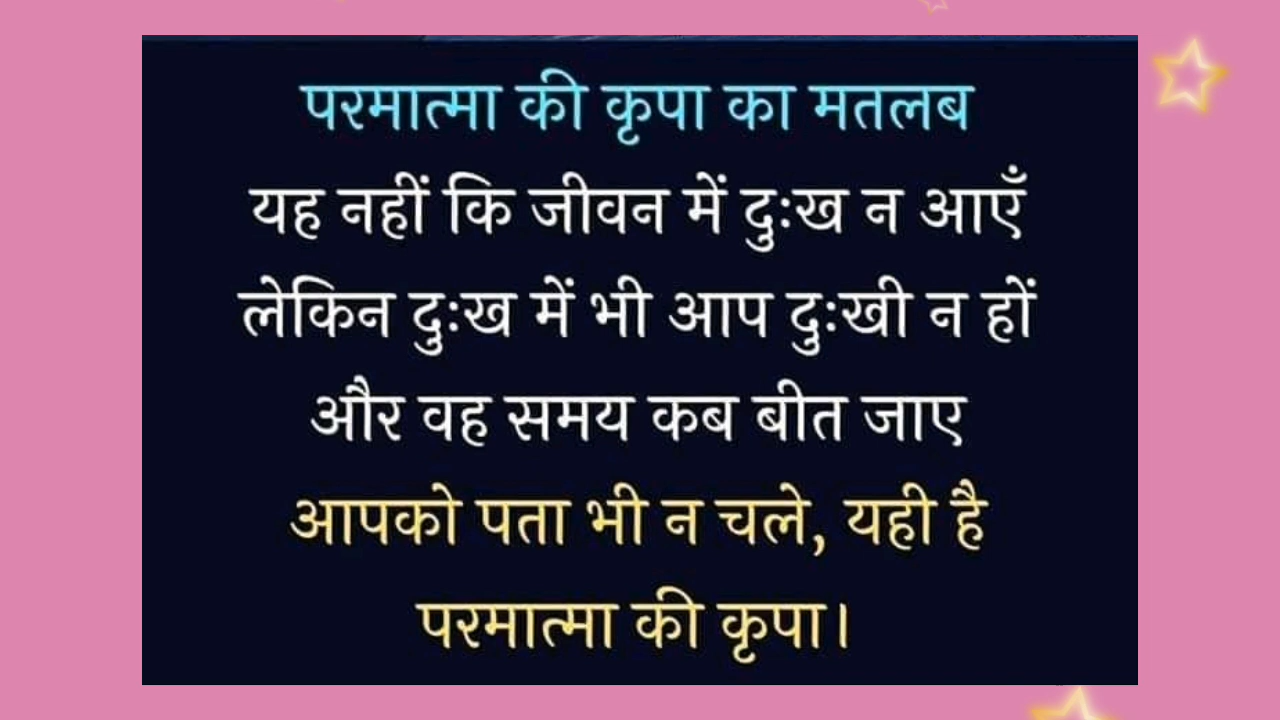 परमात्मा की कृपा का मतलब
यह नहीं कि जीवन में दुःख न आएँ
लेकिन दुःख में भी आप दुःखी न हों
और वह समय कब बीत जाए
आपको पता भी न चले, यही है
परमात्मा की कृपा।